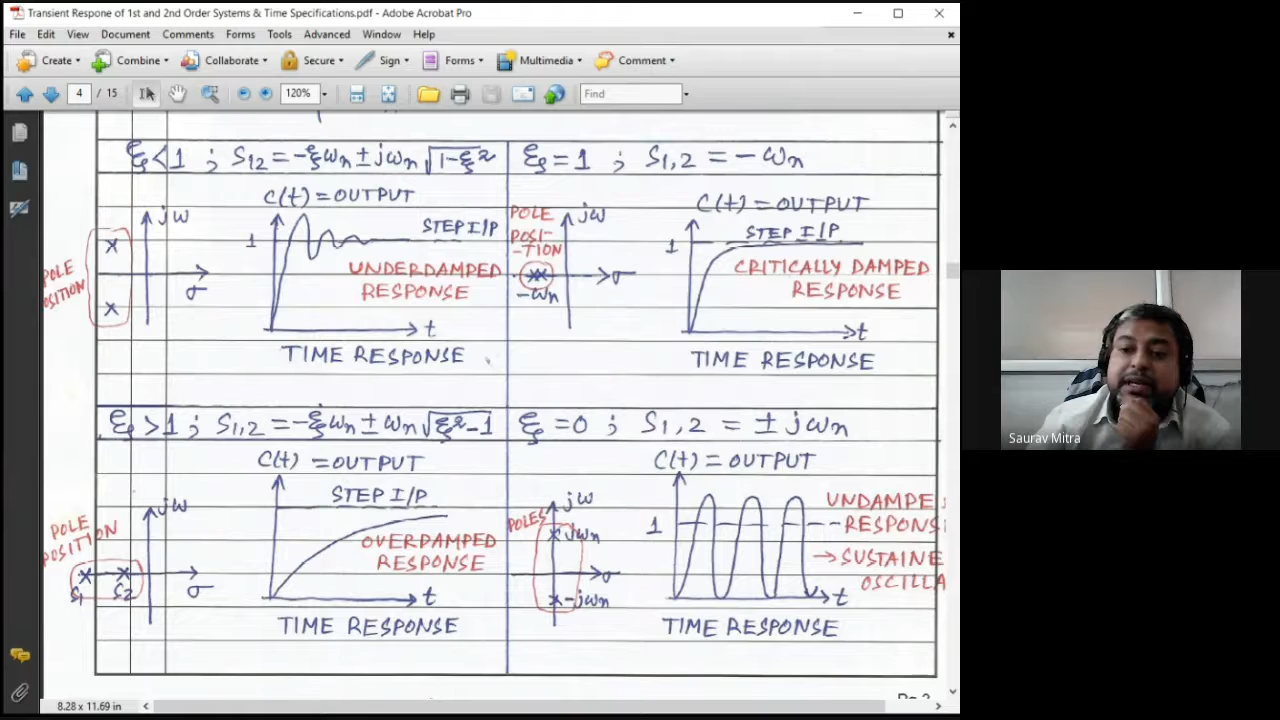 Transient Respone of 1st and 2nd Order Systems & Time Specifications.pdf - Adobe Acrobat Pro
File Edit View Document Comments Forms Tools Advanced Window Help
Create Combine Collaborate Secure Sign Forms Multimedia Comment
4 / 15 120% Find
ξ<1 ; S12=-ξωn±jωn√1-ξ²
C(t)=OUTPUT
jω
1
STEP I/P
UNDERDAMPED
RESPONSE
POLE
POSITION
σ
t
TIME RESPONSE
ξ=1 ; S1,2=-ωn
POLE
POSI-
-TION
jω
σ
-ωn
C(t)=OUTPUT
1
STEP I/P
CRITICALLY DAMPED
RESPONSE
t
TIME RESPONSE
ξ>1; S1,2=-ξωn±ωn√ξ²-1
C(t)=OUTPUT
STEP I/P
jω
POLE
POSITION
S1 S2
σ
OVERDAMPED
RESPONSE
t
TIME RESPONSE
ξ=0 ; S1,2=±jωn
C(t)=OUTPUT
jω
POLES
jωn
σ
-jωn
1
UNDAMPE
RESPONS
→ SUSTAINE
OSCILLA
t
TIME RESPONSE
8.28 x 11.69 in
Saurav Mitra